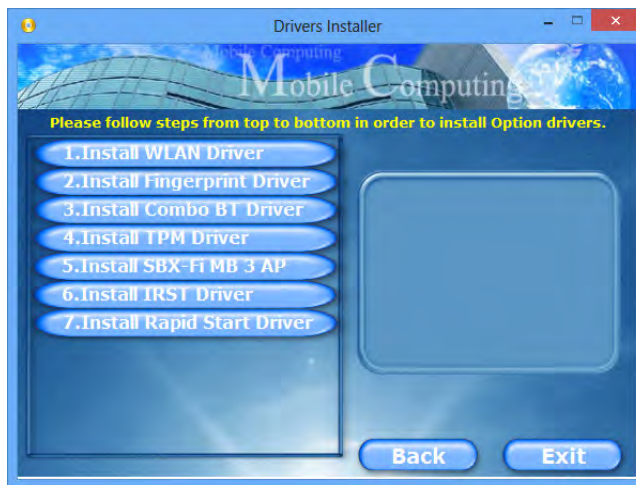 Drivers Installer
Mobile Computing
Mobile Computing
Please follow steps from top to bottom in order to install Option drivers.
1.Install WLAN Driver
2.Install Fingerprint Driver
3.Install Combo BT Driver
4.Install TPM Driver
5.Install SBX-Fi MB 3 AP
6.Install IRST Driver
7.Install Rapid Start Driver
Back
Exit